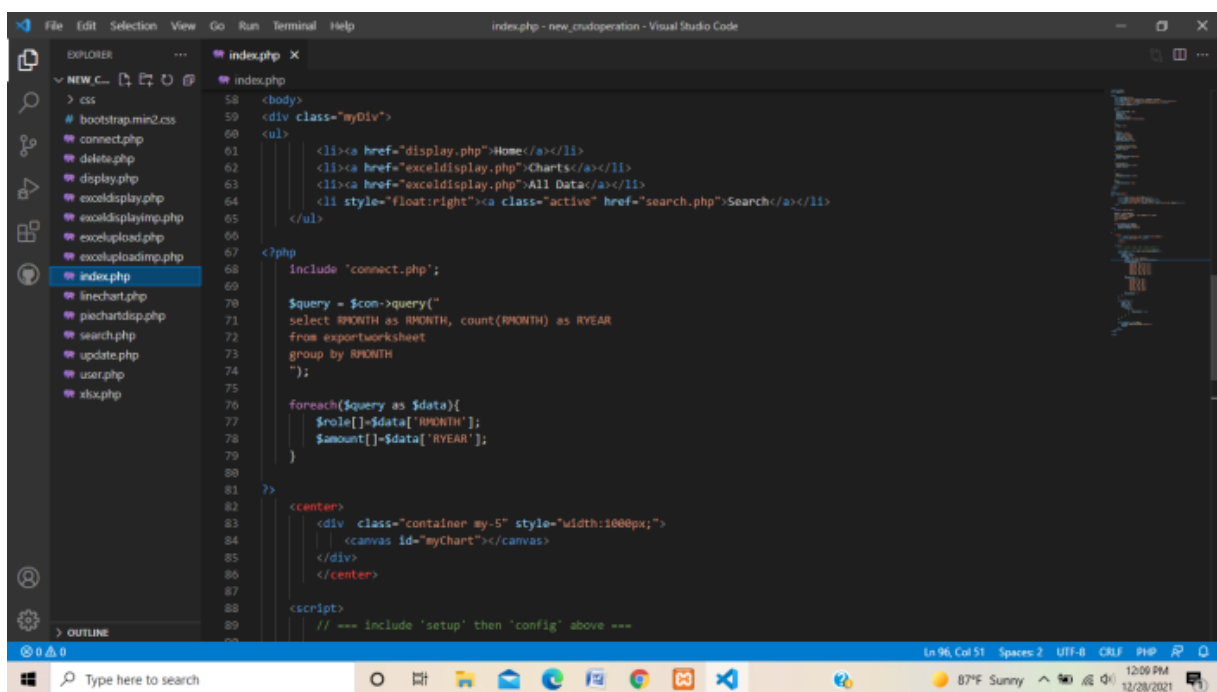 File Edit Selection View Go Run Terminal Help
index.php - new_crudoperation - Visual Studio Code
EXPLORER
NEW_C...
css
# bootstrap.min2.css
connect.php
delete.php
display.php
exceldisplay.php
exceldisplayimp.php
excelupload.php
exceluploadimp.php
index.php
linechart.php
piechartdisp.php
search.php
update.php
user.php
xlsx.php
OUTLINE
index.php
index.php
58 <body>
59 <div class="myDiv">
60 <ul>
61 <li><a href="display.php">Home</a></li>
62 <li><a href="exceldisplay.php">Charts</a></li>
63 <li><a href="exceldisplay.php">All Data</a></li>
64 <li style="float:right"><a class="active" href="search.php">Search</a></li>
65 </ul>
66
67 <?php
68 include 'connect.php';
69
70 $query = $con->query("
71 select RMONTH as RMONTH, count(RMONTH) as RYEAR
72 from exportworksheet
73 group by RMONTH
74 ");
75
76 foreach($query as $data){
77 $role[]=$data['RMONTH'];
78 $amount[]=$data['RYEAR'];
79 }
80
81 ?>
82 <center>
83 <div class="container my-5" style="width:1000px;">
84 <canvas id="myChart"></canvas>
85 </div>
86 </center>
87
88 <script>
89 // === include 'setup' then 'config' above ===
0 0
Ln 96, Col 51 Spaces: 2 UTF-8 CRLF PHP
Type here to search
87°F Sunny
12:09 PM
12/28/2021